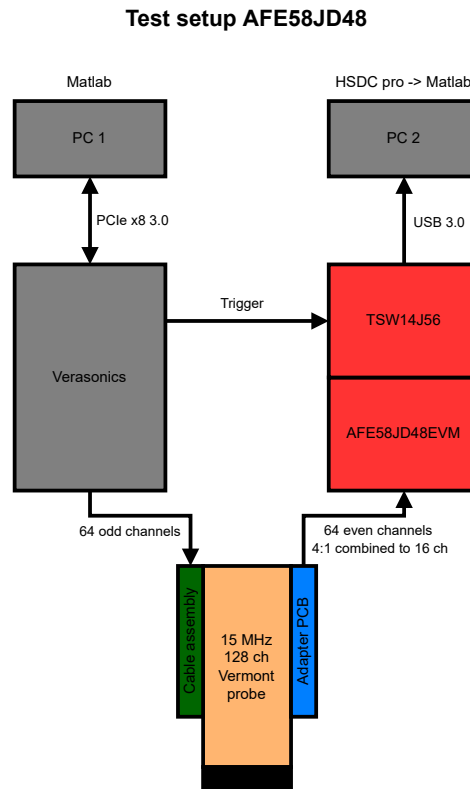 Test setup AFE58JD48
Matlab
HSDC pro -> Matlab
PC 1
PC 2
PCIe x8 3.0
USB 3.0
Trigger
TSW14J56
Verasonics
AFE58JD48EVM
64 odd channels
64 even channels
4:1 combined to 16 ch
Cable assembly
15 MHz
128 ch
Vermont
probe
Adapter PCB